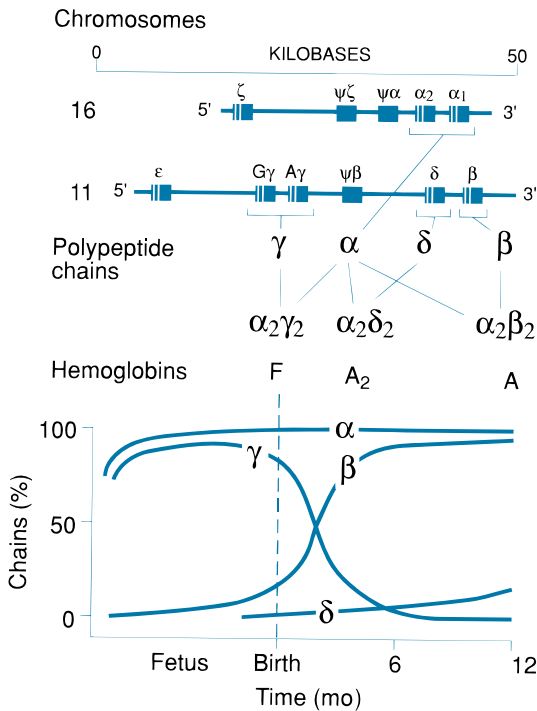 Chromosomes
0 KILOBASES 50
ζ ψζ ψα α2 α1
16 5' 3'
ε Gγ Aγ ψβ δ β
11 5' 3'
Polypeptide
chains
γ α δ β
α2γ2 α2δ2 α2β2
Hemoglobins F A2 A
100
α
γ
β
50
Chains (%)
0
δ
Fetus Birth 6 12
Time (mo)